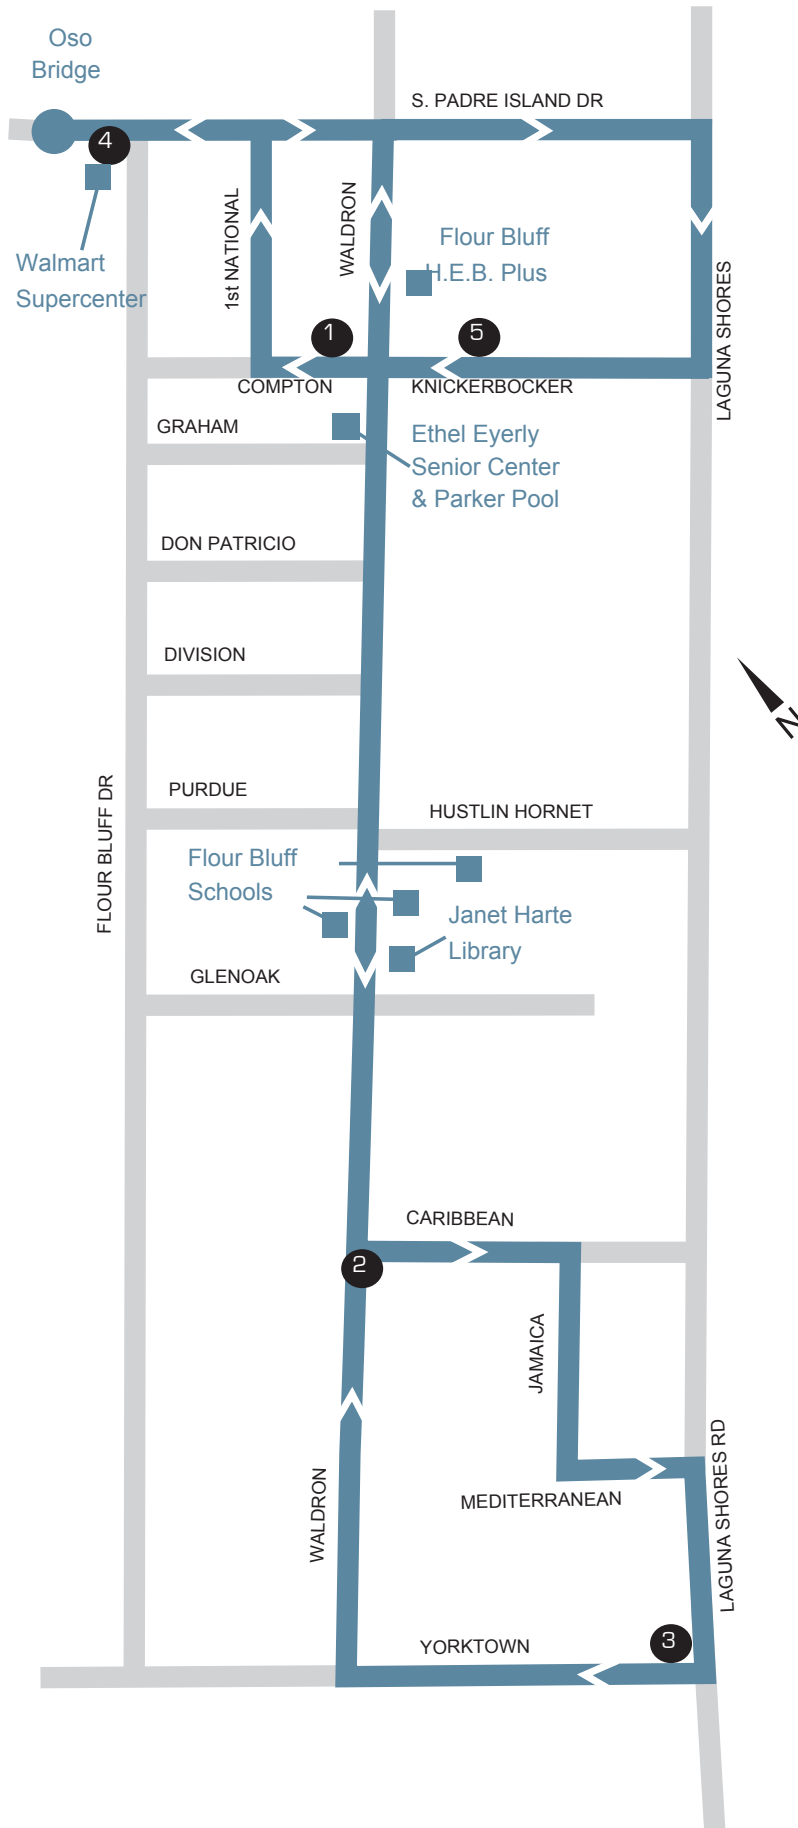 Oso
Bridge
S. PADRE ISLAND DR
4
Walmart
Supercenter
1st NATIONAL
WALDRON
Flour Bluff
H.E.B. Plus
LAGUNA SHORES
1
5
COMPTON
KNICKERBOCKER
GRAHAM
Ethel Eyerly
Senior Center
& Parker Pool
DON PATRICIO
DIVISION
N
PURDUE
HUSTLIN HORNET
FLOUR BLUFF DR
Flour Bluff
Schools
Janet Harte
Library
GLENOAK
CARIBBEAN
2
JAMAICA
MEDITERRANEAN
WALDRON
LAGUNA SHORES RD
3
YORKTOWN